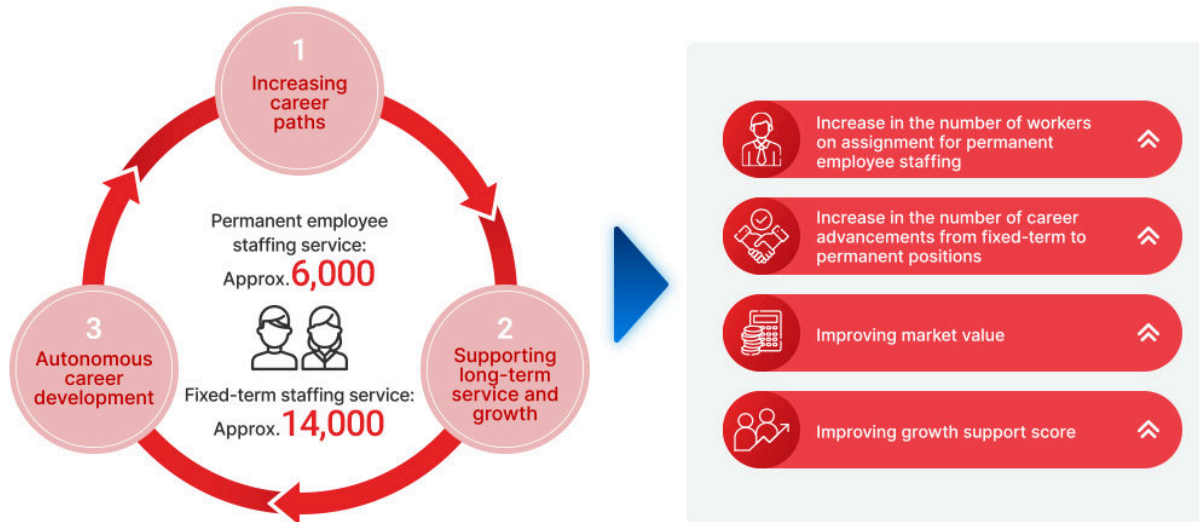 1
Increasing
career
paths
Permanent employee
staffing service:
Approx.6,000
3
Autonomous
career
development
2
Supporting
long-term
service and
growth
Fixed-term staffing service:
Approx.14,000
Increase in the number of workers
on assignment for permanent
employee staffing
Increase in the number of career
advancements from fixed-term to
permanent positions
Improving market value
Improving growth support score